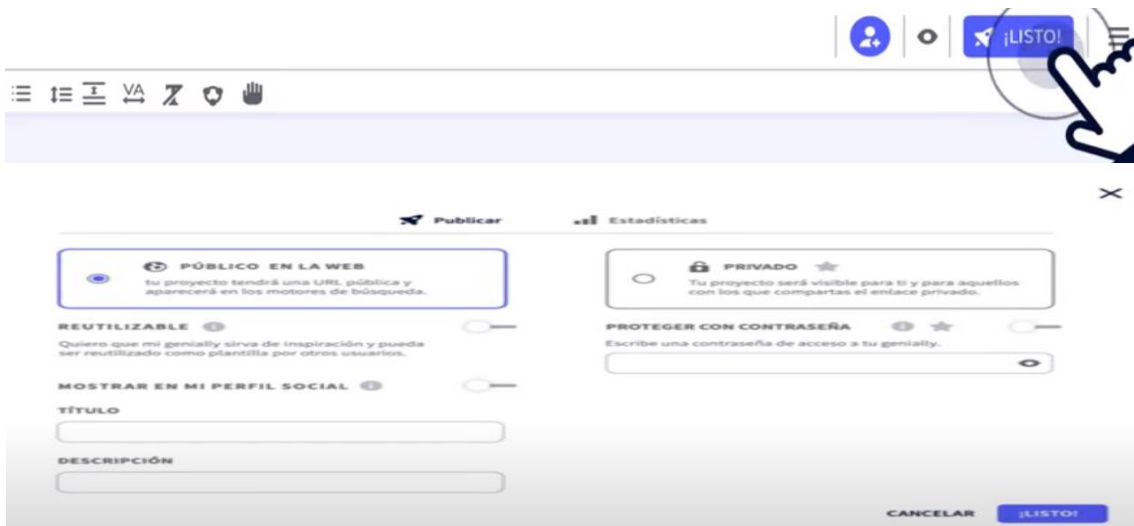 ¡LISTO!
VA
Publicar
Estadísticas
PÚBLICO EN LA WEB
tu proyecto tendrá una URL pública y
aparecerá en los motores de búsqueda.
PRIVADO
Tu proyecto será visible para ti y para aquellos
con los que compartas el enlace privado.
REUTILIZABLE
Quiero que mi genially sirva de inspiración y pueda
ser reutilizado como plantilla por otros usuarios.
PROTEGER CON CONTRASEÑA
Escribe una contraseña de acceso a tu genially.
MOSTRAR EN MI PERFIL SOCIAL
TÍTULO
DESCRIPCIÓN
CANCELAR
¡LISTO!